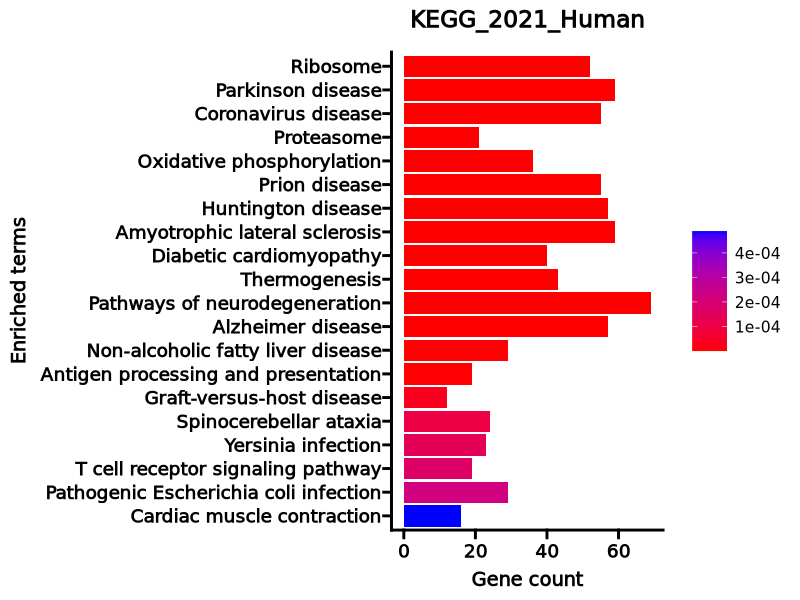 KEGG_2021_Human
Ribosome
Parkinson disease
Coronavirus disease
Proteasome
Oxidative phosphorylation
Prion disease
Huntington disease
Amyotrophic lateral sclerosis
Diabetic cardiomyopathy
Thermogenesis
Pathways of neurodegeneration
Alzheimer disease
Non-alcoholic fatty liver disease
Antigen processing and presentation
Graft-versus-host disease
Spinocerebellar ataxia
Yersinia infection
T cell receptor signaling pathway
Pathogenic Escherichia coli infection
Cardiac muscle contraction
Enriched terms
0 20 40 60
Gene count
4e-04
3e-04
2e-04
1e-04